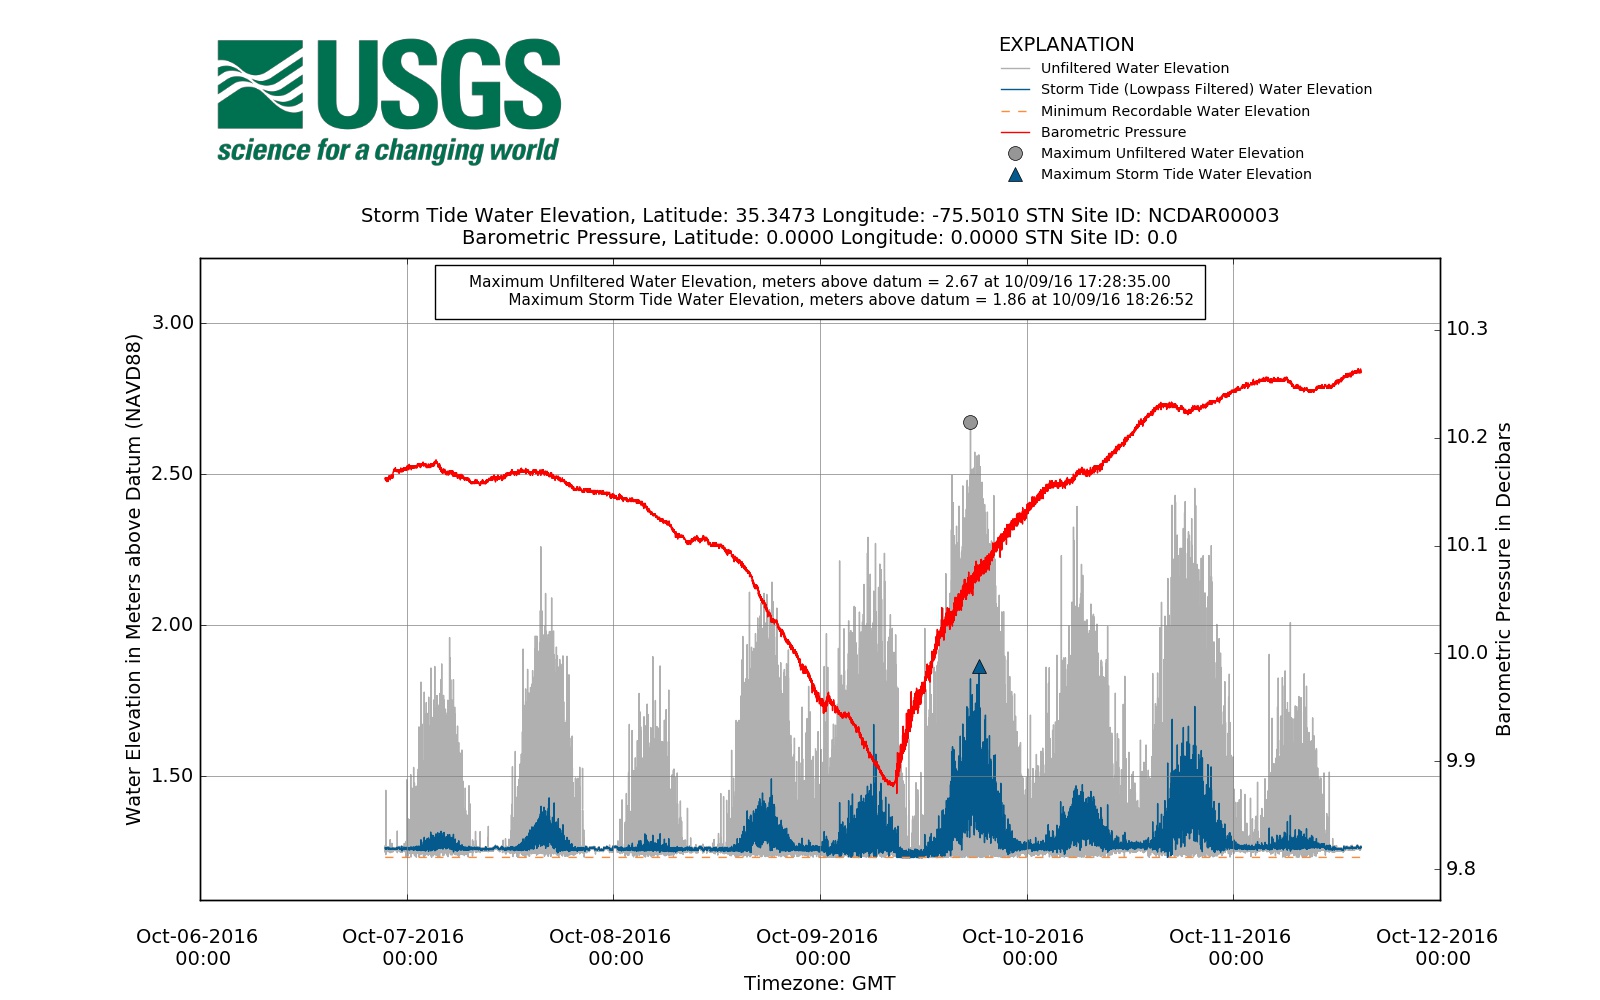 USGS
science for a changing world
EXPLANATION
Unfiltered Water Elevation
Storm Tide (Lowpass Filtered) Water Elevation
Minimum Recordable Water Elevation
Barometric Pressure
Maximum Unfiltered Water Elevation
Maximum Storm Tide Water Elevation
Storm Tide Water Elevation, Latitude: 35.3473 Longitude: -75.5010 STN Site ID: NCDAR00003
Barometric Pressure, Latitude: 0.0000 Longitude: 0.0000 STN Site ID: 0.0
Maximum Unfiltered Water Elevation, meters above datum = 2.67 at 10/09/16 17:28:35.00
Maximum Storm Tide Water Elevation, meters above datum = 1.86 at 10/09/16 18:26:52
Water Elevation in Meters above Datum (NAVD88)
3.00
2.50
2.00
1.50
10.3
10.2
10.1
10.0
9.9
9.8
Barometric Pressure in Decibars
Oct-06-2016
00:00
Oct-07-2016
00:00
Oct-08-2016
00:00
Oct-09-2016
00:00
Oct-10-2016
00:00
Oct-11-2016
00:00
Oct-12-2016
00:00
Timezone: GMT